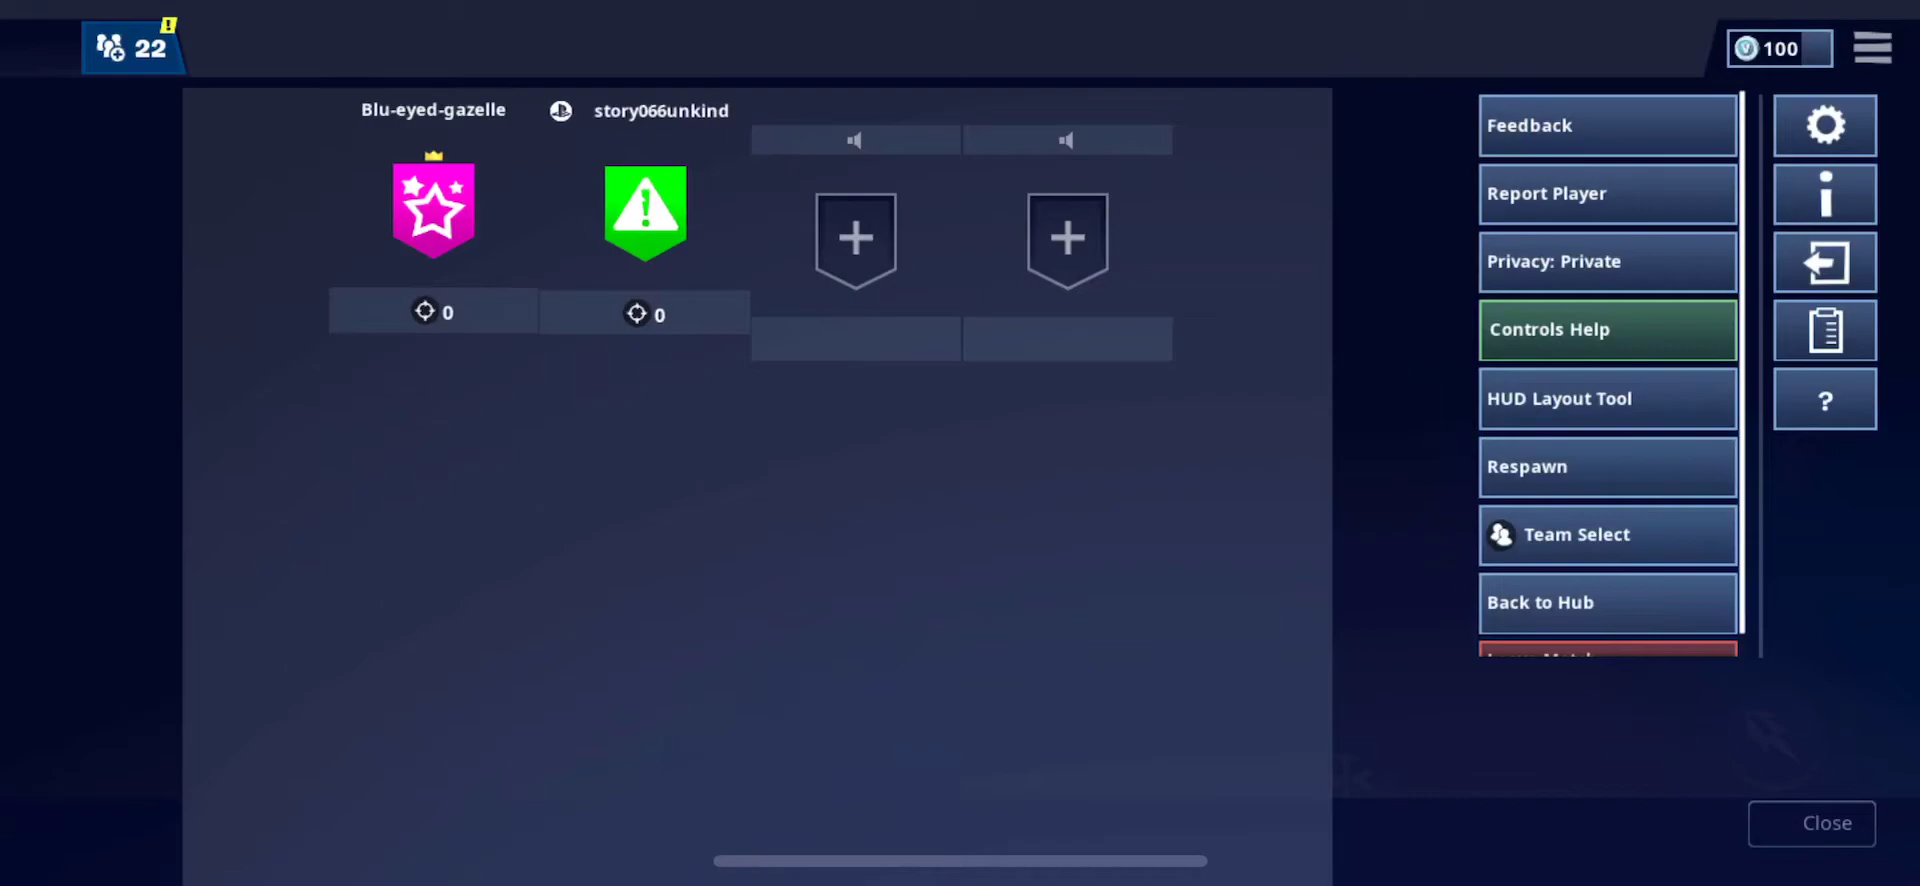 22
100
Blu-eyed-gazelle
story066unkind
0
0
Feedback
Report Player
Privacy: Private
Controls Help
HUD Layout Tool
Respawn
Team Select
Back to Hub
?
Close